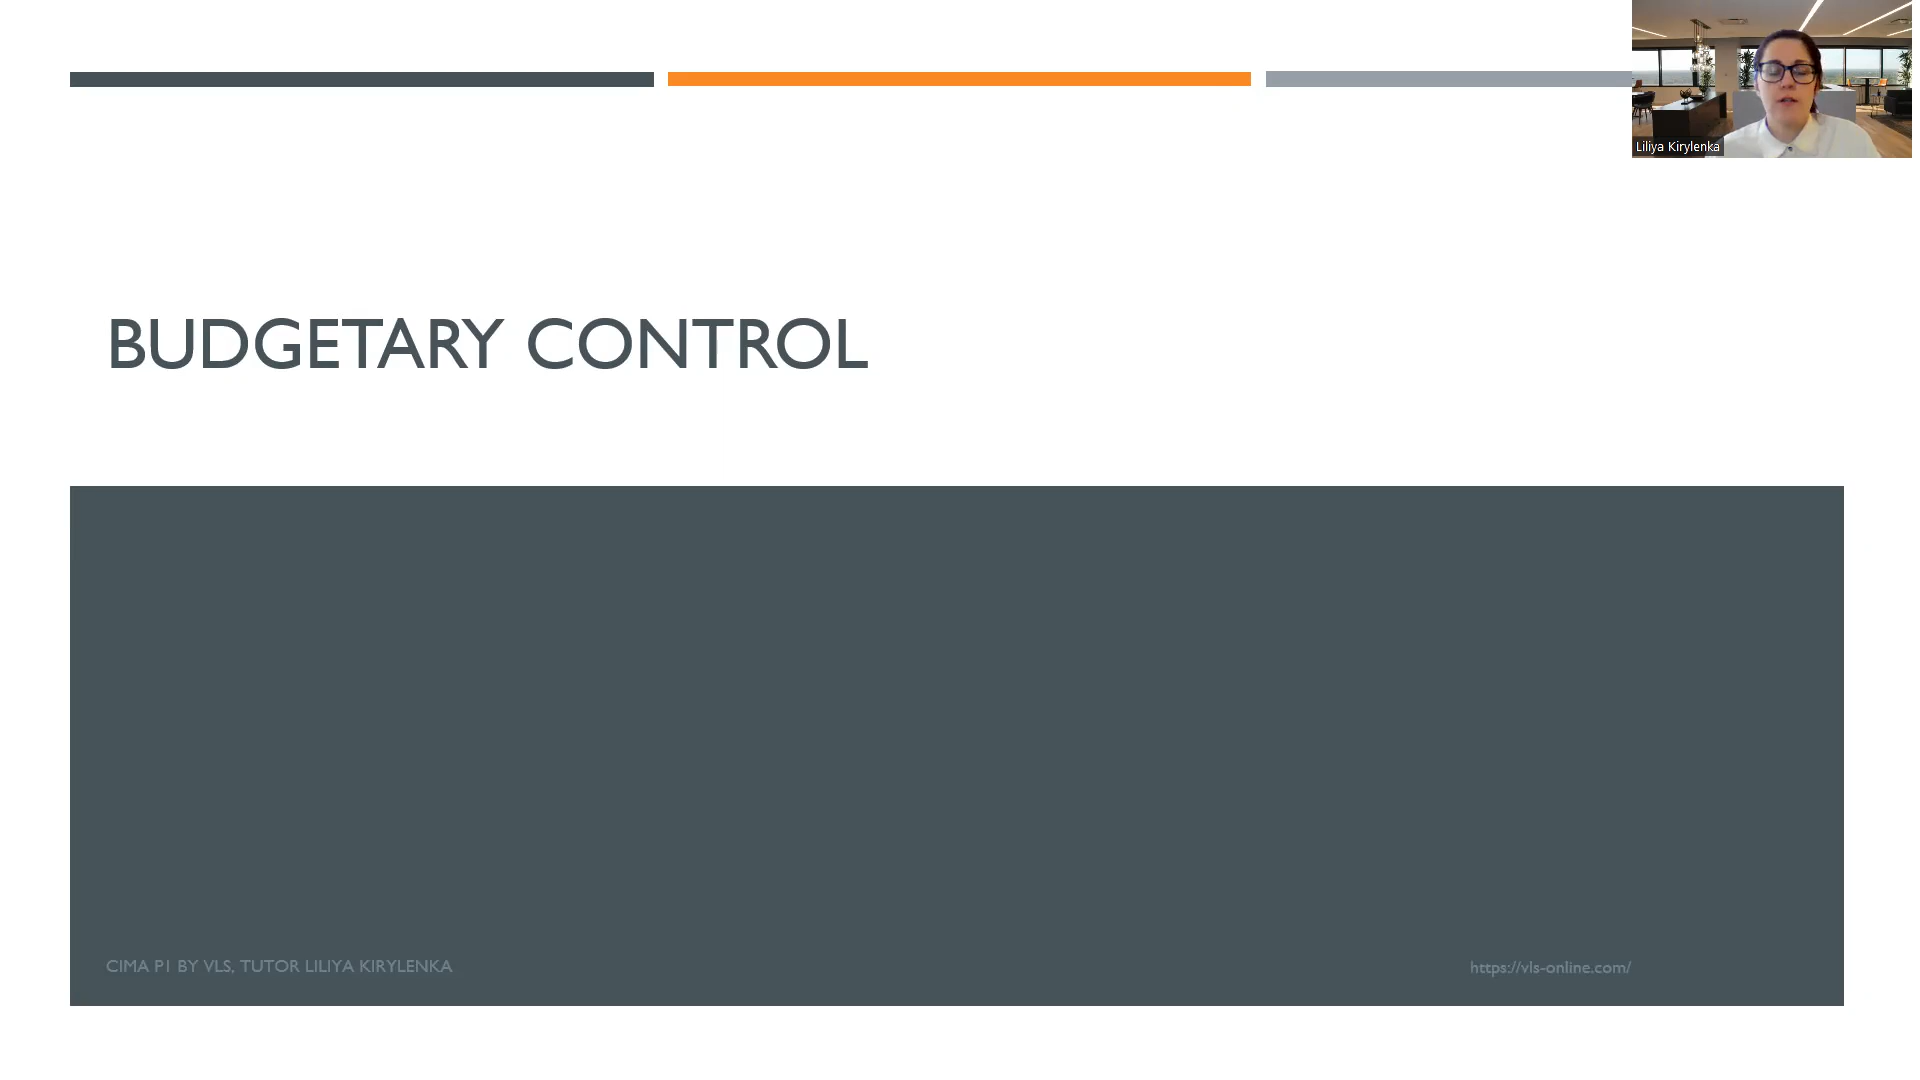 Liliya Kirylenka
BUDGETARY CONTROL
CIMA P1 BY VLS, TUTOR LILIYA KIRYLENKA
https://vls-online.com/